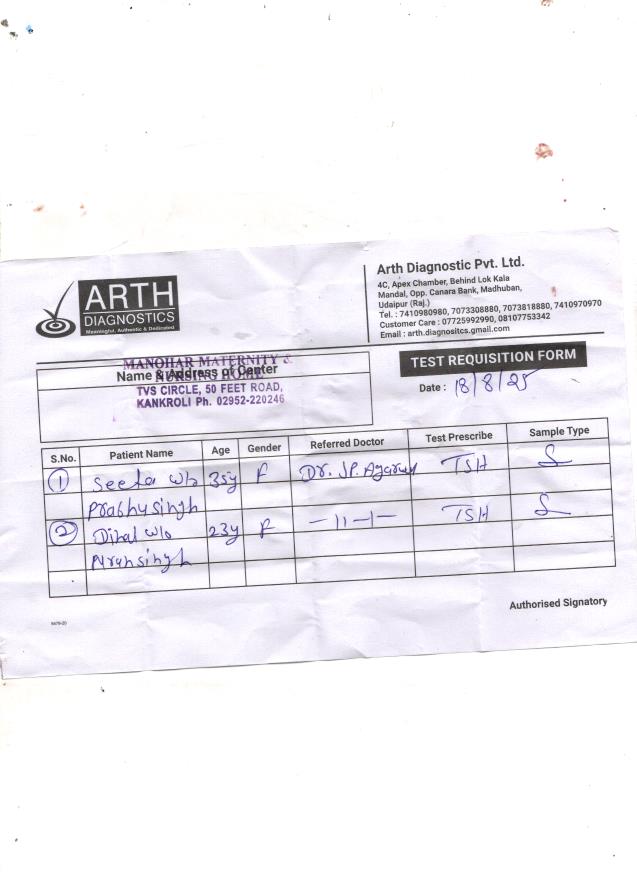 ARTH
DIAGNOSTICS
Meaningful, Authentic & Dedicated
Arth Diagnostic Pvt. Ltd.
4C, Apex Chamber, Behind Lok Kala
Mandal, Opp. Canara Bank, Madhuban,
Udaipur (Raj.)
Tel. : 7410980980, 7073308880, 7073818880, 7410970970
Customer Care : 07725992990, 08107753342
Email : arth.diagnositcs.gmail.com
MANOHAR MATERNITY &
NURSING HOME
Name & Address of Center
TVS CIRCLE, 50 FEET ROAD,
KANKROLI Ph. 02952-220246
TEST REQUISITION FORM
Date : 18/8/25
S.No. Patient Name Age Gender Referred Doctor Test Prescribe Sample Type
1 Seeta w/o 35y F Dr. JP. Agarwal TSH S
Prabhusingh
2 w/o 23y F -11-1- TSH S
Authorised Signatory